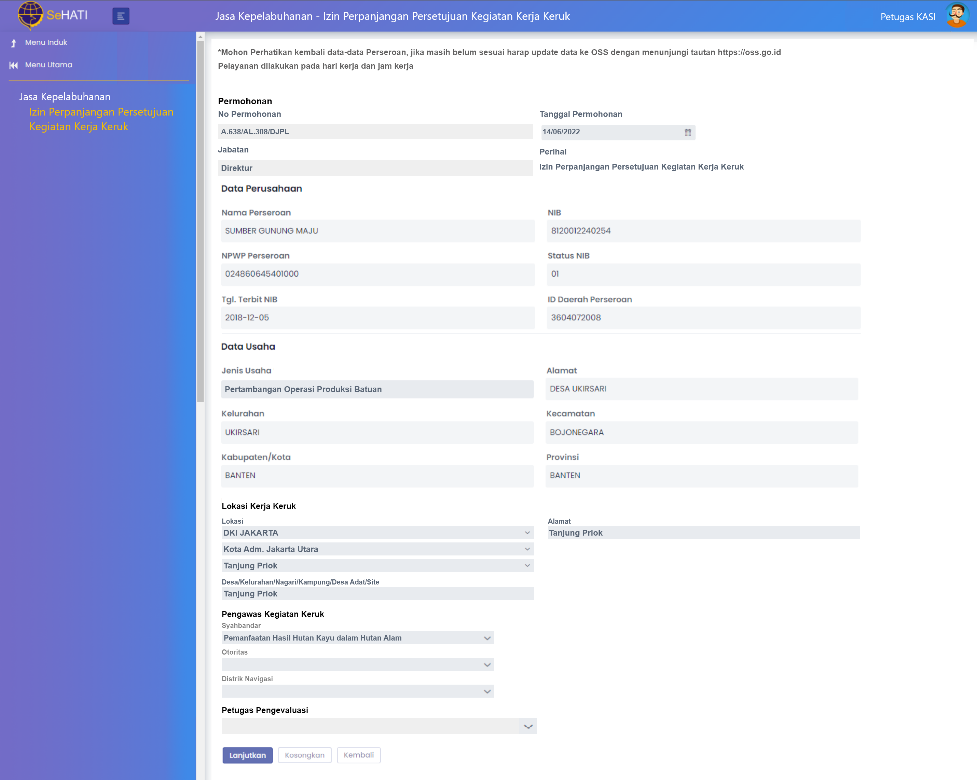 SeHATI
Jasa Kepelabuhanan - Izin Perpanjangan Persetujuan Kegiatan Kerja Keruk
Petugas KASI
Menu Induk
Menu Utama
Jasa Kepelabuhanan
Izin Perpanjangan Persetujuan
Kegiatan Kerja Keruk
*Mohon Perhatikan kembali data-data Perseroan, jika masih belum sesuai harap update data ke OSS dengan menunjungi tautan https://oss.go.id
Pelayanan dilakukan pada hari kerja dan jam kerja
Permohonan
No Permohonan
Tanggal Permohonan
A.638/AL.308/DJPL
14/06/2022
Jabatan
Perihal
Direktur
Izin Perpanjangan Persetujuan Kegiatan Kerja Keruk
Data Perusahaan
Nama Perseroan
NIB
SUMBER GUNUNG MAJU
8120012240254
NPWP Perseroan
Status NIB
024860645401000
01
Tgl. Terbit NIB
ID Daerah Perseroan
2018-12-05
3604072008
Data Usaha
Jenis Usaha
Alamat
Pertambangan Operasi Produksi Batuan
DESA UKIRSARI
Kelurahan
Kecamatan
UKIRSARI
BOJONEGARA
Kabupaten/Kota
Provinsi
BANTEN
BANTEN
Lokasi Kerja Keruk
Lokasi
Alamat
DKI JAKARTA
Tanjung Priok
Kota Adm. Jakarta Utara
Tanjung Priok
Desa/Kelurahan/Nagari/Kampung/Desa Adat/Site
Tanjung Priok
Pengawas Kegiatan Keruk
Syahbandar
Pemanfaatan Hasil Hutan Kayu dalam Hutan Alam
Otoritas
Distrik Navigasi
Petugas Pengevaluasi
Lanjutkan
Kosongkan
Kembali